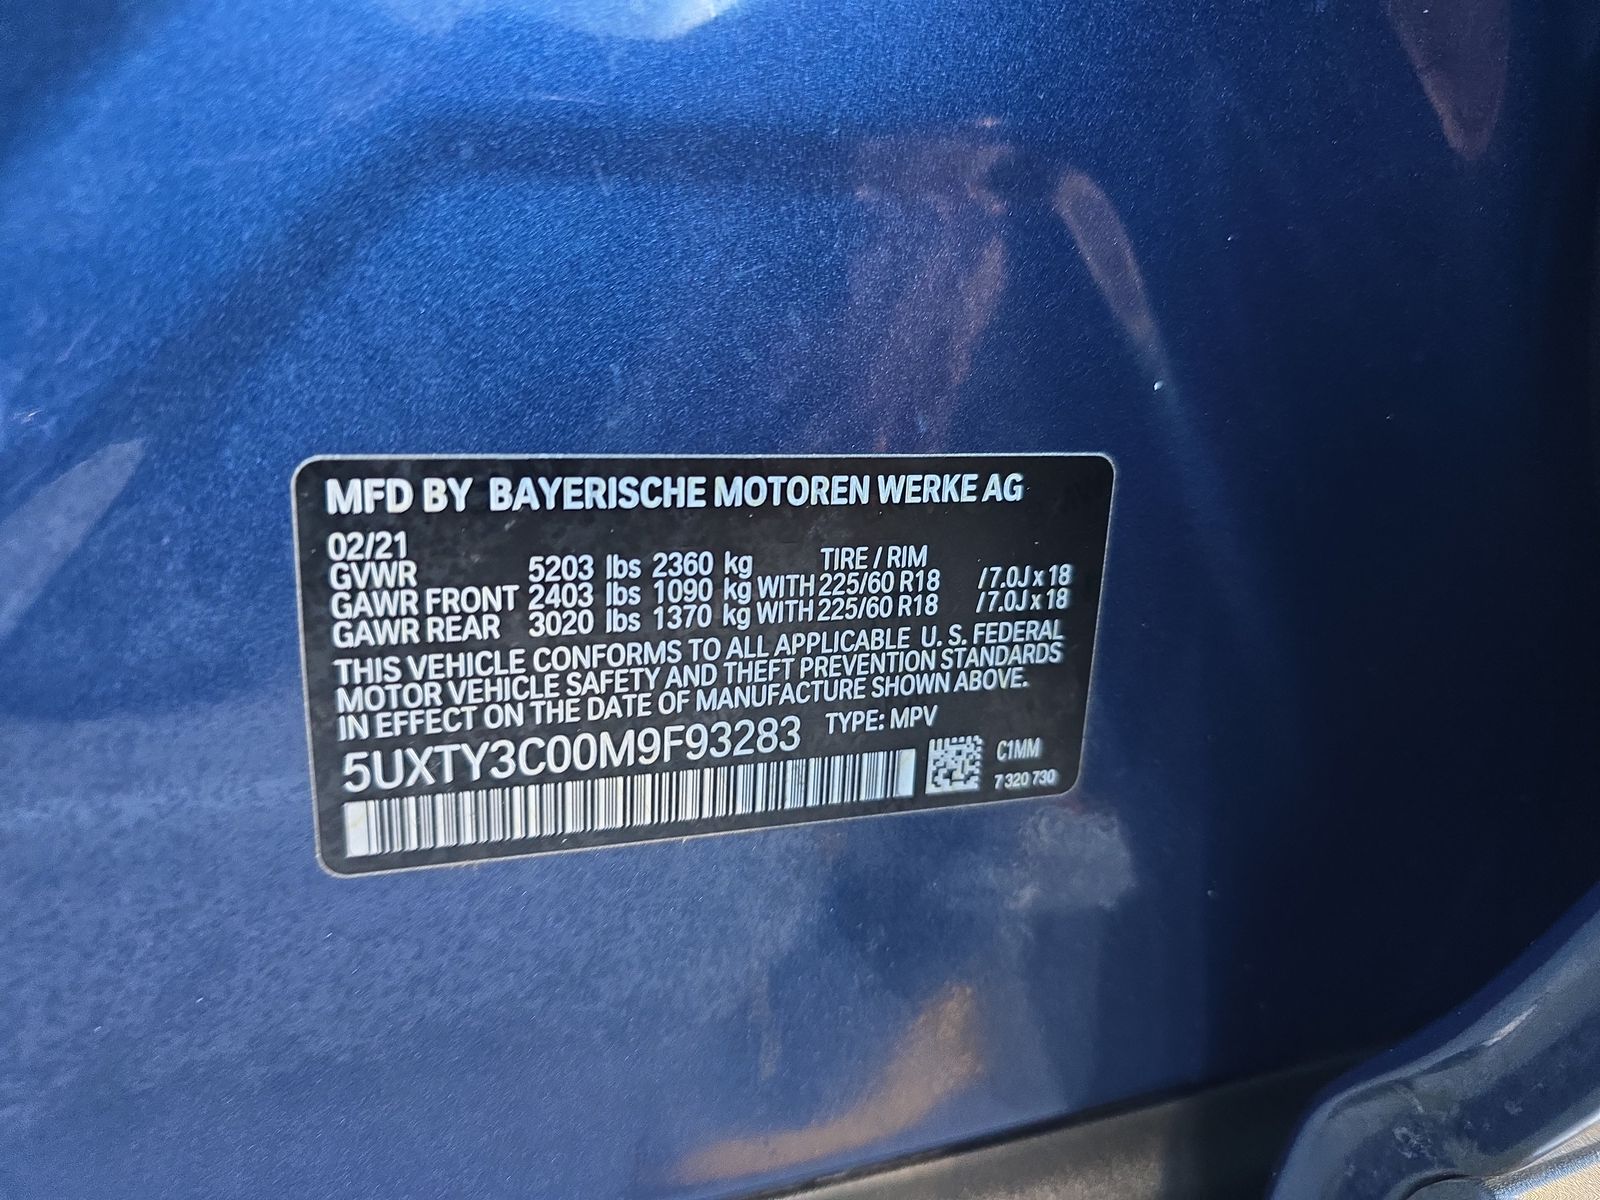 MFD BY BAYERISCHE MOTOREN WERKE AG
02/21
GVWR 5203 lbs 2360 kg TIRE / RIM
GAWR FRONT 2403 lbs 1090 kg WITH 225/60 R18 /7.0J x 18
GAWR REAR 3020 lbs 1370 kg WITH 225/60 R18 /7.0J x 18
THIS VEHICLE CONFORMS TO ALL APPLICABLE U. S. FEDERAL
MOTOR VEHICLE SAFETY AND THEFT PREVENTION STANDARDS
IN EFFECT ON THE DATE OF MANUFACTURE SHOWN ABOVE.
5UXTY3C00M9F93283 TYPE: MPV
C1MM
7 320 730